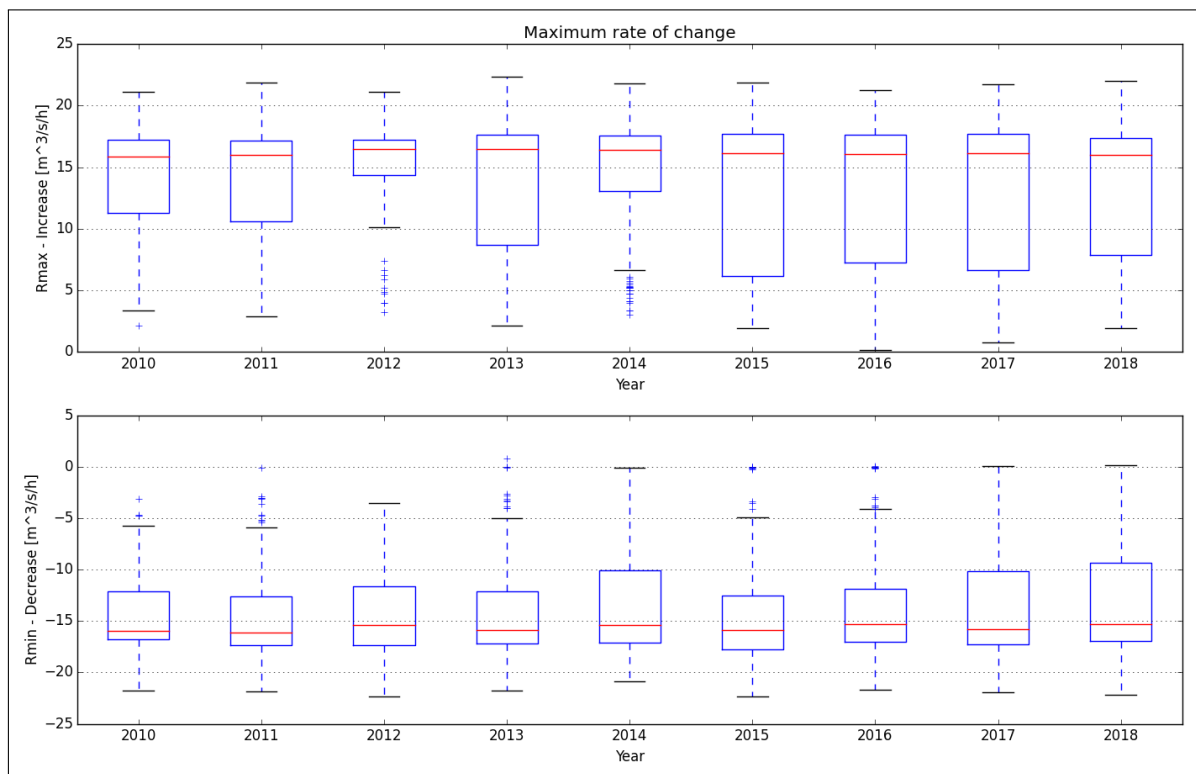 Maximum rate of change
25
20
15
10
5
0
Rmax - Increase [m^3/s/h]
2010 2011 2012 2013 2014 2015 2016 2017 2018
Year
5
0
−5
−10
−15
−20
−25
Rmin - Decrease [m^3/s/h]
2010 2011 2012 2013 2014 2015 2016 2017 2018
Year